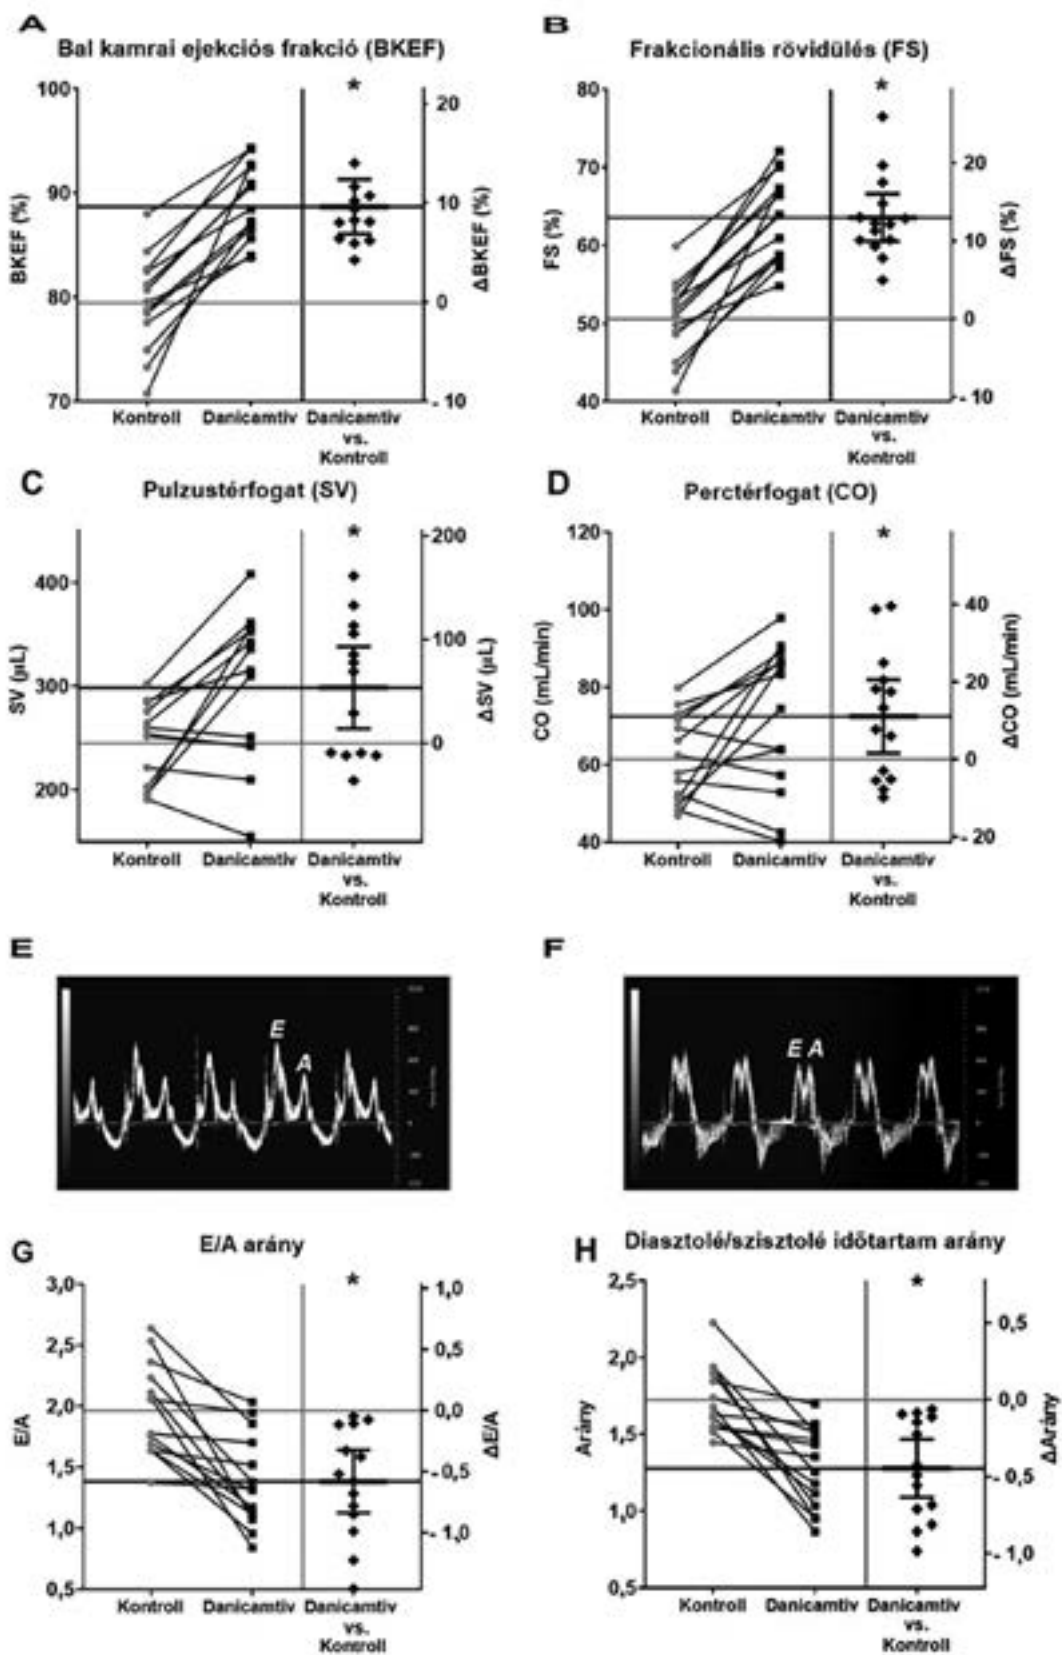 A
Bal kamrai ejekciós frakció (BKEF)
*
100
90
80
70
BKEF (%)
20
10
0
- 10
ΔBKEF (%)
Kontroll Danicamtiv Danicamtiv
vs.
Kontroll
B
Frakcionális rövidülés (FS)
*
80
70
60
50
40
FS (%)
20
10
0
- 10
ΔFS (%)
Kontroll Danicamtiv Danicamtiv
vs.
Kontroll
C
Pulzustérfogat (SV)
*
400
300
200
SV (µL)
200
100
0
ΔSV (µL)
Kontroll Danicamtiv Danicamtiv
vs.
Kontroll
D
Perctérfogat (CO)
*
120
100
80
60
40
CO (mL/min)
40
20
0
- 20
ΔCO (mL/min)
Kontroll Danicamtiv Danicamtiv
vs.
Kontroll
E
E
A
F
E A
G
E/A arány
*
3,0
2,5
2,0
1,5
1,0
0,5
E/A
1,0
0,5
0,0
- 0,5
- 1,0
ΔE/A
Kontroll Danicamtiv Danicamtiv
vs.
Kontroll
H
Diasztolé/szisztolé időtartam arány
*
2,5
2,0
1,5
1,0
0,5
Arány
0,5
0,0
- 0,5
- 1,0
ΔArány
Kontroll Danicamtiv Danicamtiv
vs.
Kontroll